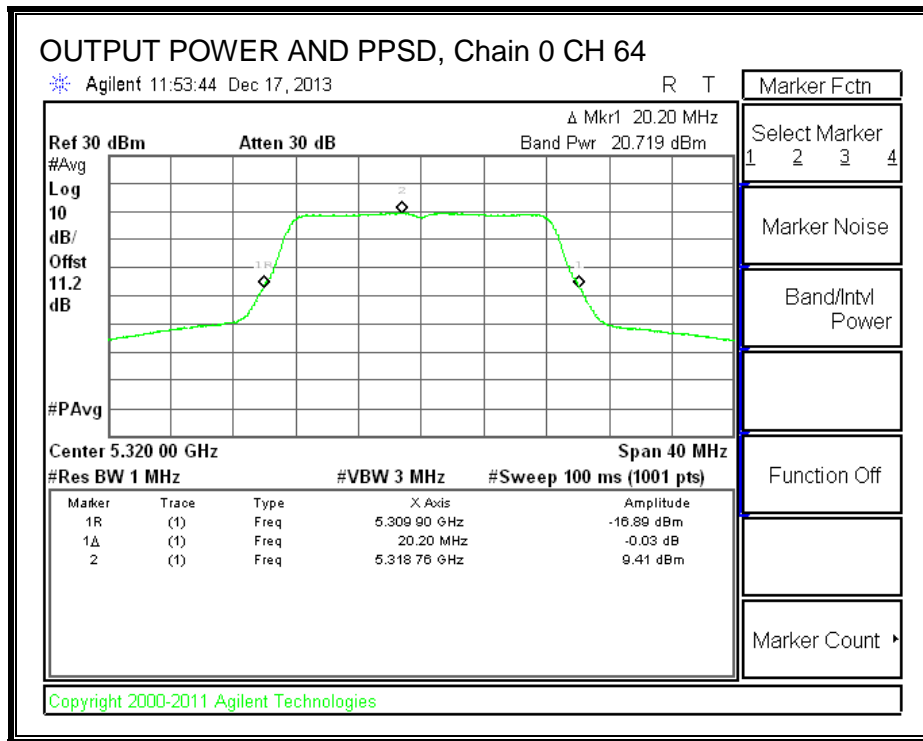 OUTPUT POWER AND PPSD, Chain 0 CH 64
Agilent 11:53:44 Dec 17, 2013 R T
Marker Fctn
Δ Mkr1 20.20 MHz
Ref 30 dBm Atten 30 dB Band Pwr 20.719 dBm
Select Marker
1 2 3 4
#Avg
Log
10
dB/
Offst
11.2
dB
2
1R
1
#PAvg
Marker Noise
Band/Intvl
Power
Center 5.320 00 GHz Span 40 MHz
#Res BW 1 MHz #VBW 3 MHz #Sweep 100 ms (1001 pts)
Function Off
Marker Trace Type X Axis Amplitude
1R (1) Freq 5.309 90 GHz -16.89 dBm
1Δ (1) Freq 20.20 MHz -0.03 dB
2 (1) Freq 5.318 76 GHz 9.41 dBm
Marker Count
Copyright 2000-2011 Agilent Technologies